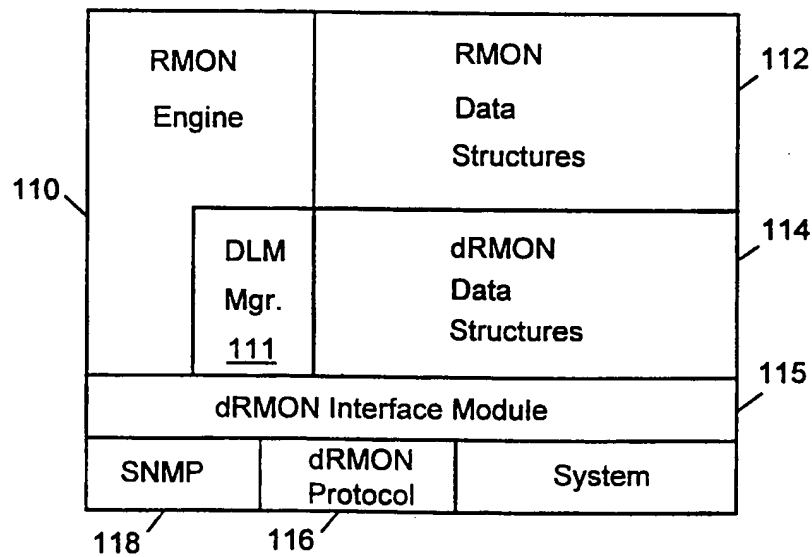 RMON
Engine
RMON
Data
Structures
112
110
DLM
Mgr.
111
dRMON
Data
Structures
114
115
dRMON Interface Module
SNMP
dRMON
Protocol
System
118
116